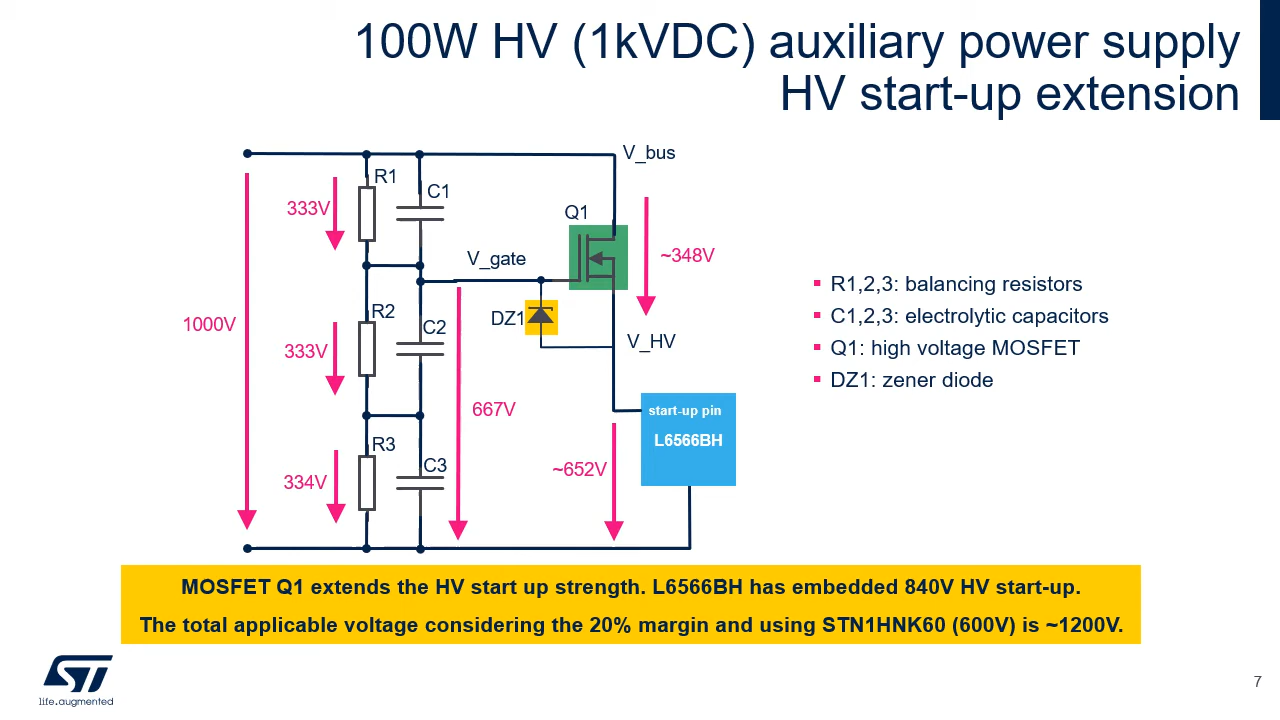 100W HV (1kVDC) auxiliary power supply
HV start-up extension
V_bus
R1
C1
333V
Q1
V_gate
~348V
R2
DZ1
C2
1000V
333V
V_HV
667V
start-up pin
L6566BH
R3
C3
334V
~652V
R1,2,3: balancing resistors
C1,2,3: electrolytic capacitors
Q1: high voltage MOSFET
DZ1: zener diode
MOSFET Q1 extends the HV start up strength. L6566BH has embedded 840V HV start-up.
The total applicable voltage considering the 20% margin and using STN1HNK60 (600V) is ~1200V.
ST
life.augmented
7